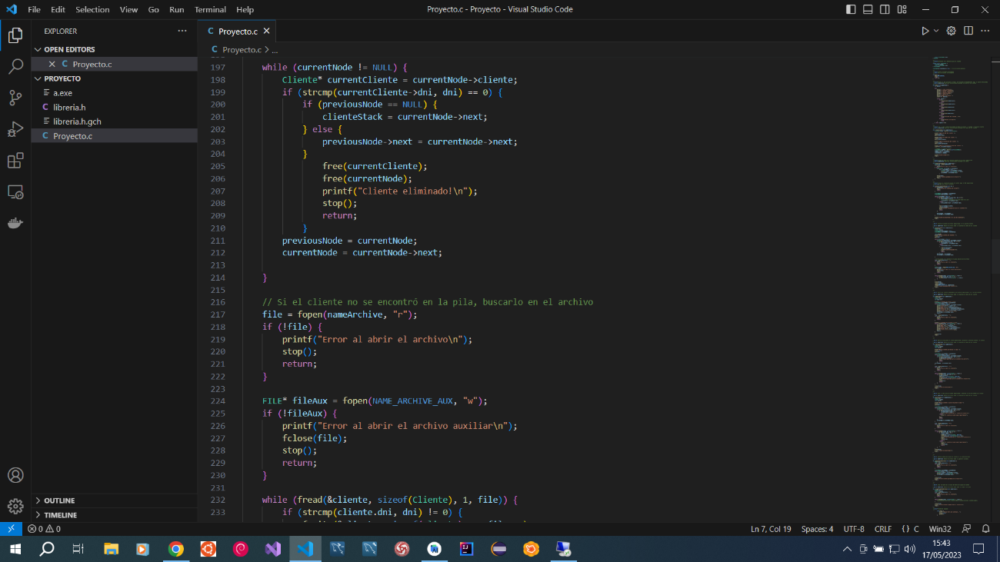 File Edit Selection View Go Run Terminal Help
Proyecto.c - Proyecto - Visual Studio Code
EXPLORER
OPEN EDITORS
C Proyecto.c
PROYECTO
a.exe
C libreria.h
libreria.h.gch
C Proyecto.c
OUTLINE
TIMELINE
C Proyecto.c
C Proyecto.c > ...
197 while (currentNode != NULL) {
198 Cliente* currentCliente = currentNode->cliente;
199 if (strcmp(currentCliente->dni, dni) == 0) {
200 if (previousNode == NULL) {
201 clienteStack = currentNode->next;
202 } else {
203 previousNode->next = currentNode->next;
204 }
205 free(currentCliente);
206 free(currentNode);
207 printf("Cliente eliminado!\n");
208 stop();
209 return;
210 }
211 previousNode = currentNode;
212 currentNode = currentNode->next;
213
214 }
215
216 // Si el cliente no se encontró en la pila, buscarlo en el archivo
217 file = fopen(nameArchive, "r");
218 if (!file) {
219 printf("Error al abrir el archivo\n");
220 stop();
221 return;
222 }
223
224 FILE* fileAux = fopen(NAME_ARCHIVE_AUX, "w");
225 if (!fileAux) {
226 printf("Error al abrir el archivo auxiliar\n");
227 fclose(file);
228 stop();
229 return;
230 }
231
232 while (fread(&cliente, sizeof(Cliente), 1, file)) {
233 if (strcmp(cliente.dni, dni) != 0) {
0 0
Ln 7, Col 19 Spaces: 4 UTF-8 CRLF {} C Win32
15:43
17/05/2023